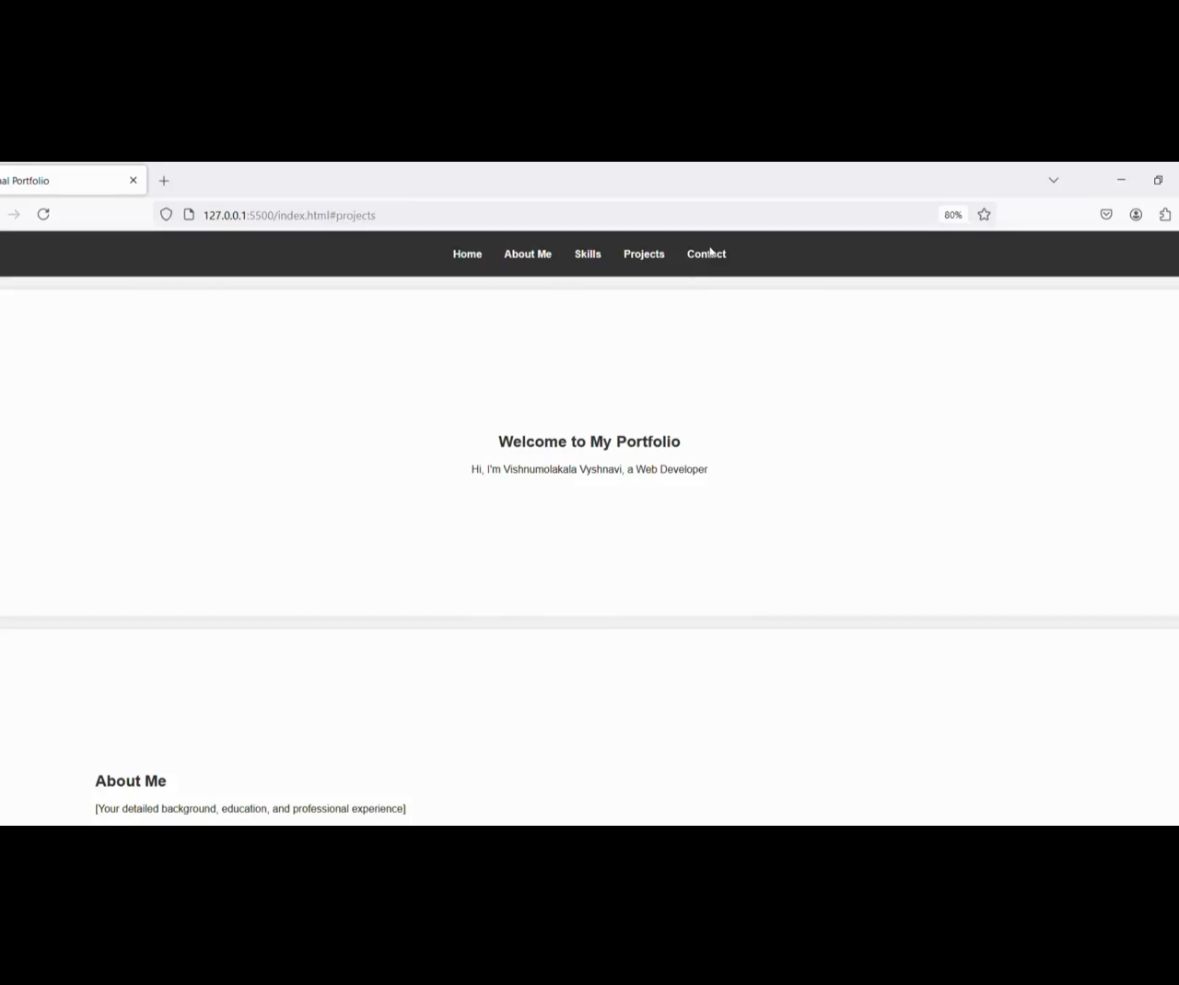 al Portfolio
127.0.0.1:5500/index.html#projects
80%
Home About Me Skills Projects Contact
Welcome to My Portfolio
Hi, I'm Vishnumolakala Vyshnavi, a Web Developer
About Me
[Your detailed background, education, and professional experience]